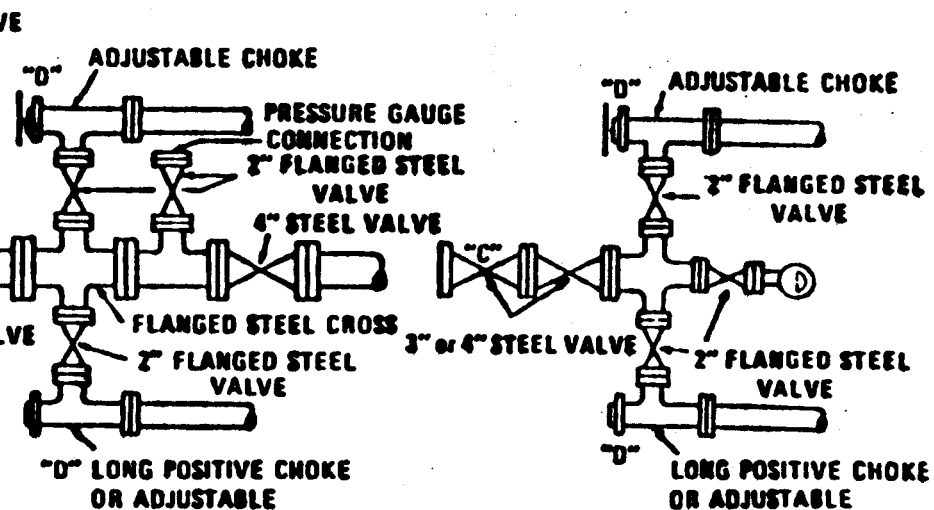 VE
"D" ADJUSTABLE CHOKE
PRESSURE GAUGE
CONNECTION
2" FLANGED STEEL
VALVE
4" STEEL VALVE
FLANGED STEEL CROSS
LVE
2" FLANGED STEEL
VALVE
"D" LONG POSITIVE CHOKE
OR ADJUSTABLE
"D" ADJUSTABLE CHOKE
2" FLANGED STEEL
VALVE
"C"
3" or 4" STEEL VALVE
2" FLANGED STEEL
VALVE
"D"
LONG POSITIVE CHOKE
OR ADJUSTABLE